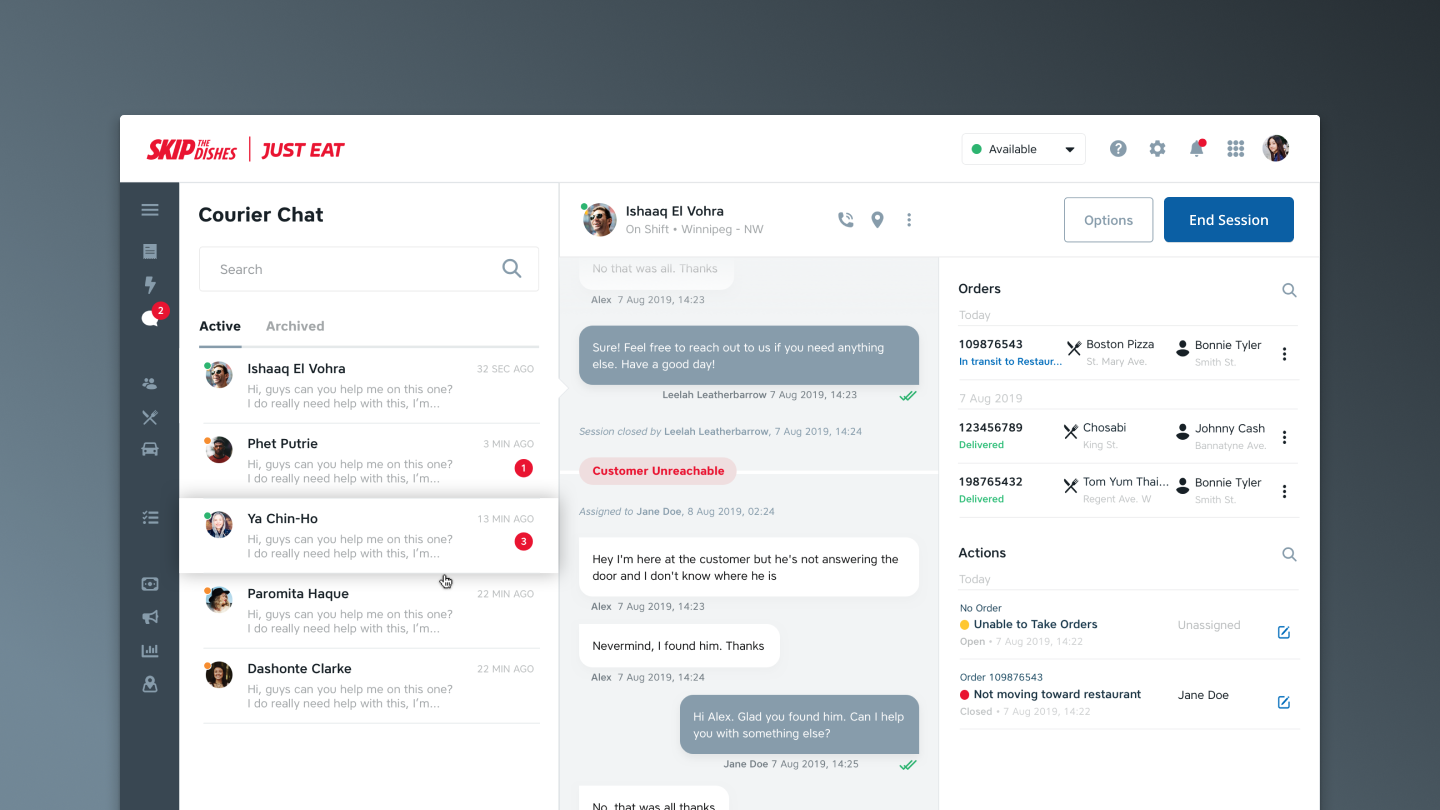 SKIP THE DISHES | JUST EAT
Available
Courier Chat
Search
2
Active Archived
Ishaaq El Vohra 32 SEC AGO
Hi, guys can you help me on this one?
I do really need help with this, I'm...
Phet Putrie 3 MIN AGO
Hi, guys can you help me on this one?
I do really need help with this, I'm...
1
Ya Chin-Ho 13 MIN AGO
Hi, guys can you help me on this one?
I do really need help with this, I'm...
3
Paromita Haque 22 MIN AGO
Hi, guys can you help me on this one?
I do really need help with this, I'm...
Dashonte Clarke 22 MIN AGO
Hi, guys can you help me on this one?
I do really need help with this, I'm...
Ishaaq El Vohra
On Shift • Winnipeg - NW
Options
End Session
No that was all. Thanks
Alex 7 Aug 2019, 14:23
Sure! Feel free to reach out to us if you need anything
else. Have a good day!
Leelah Leatherbarrow 7 Aug 2019, 14:23
Session closed by Leelah Leatherbarrow, 7 Aug 2019, 14:24
Customer Unreachable
Assigned to Jane Doe, 8 Aug 2019, 02:24
Hey I'm here at the customer but he's not answering the
door and I don't know where he is
Alex 7 Aug 2019, 14:23
Nevermind, I found him. Thanks
Alex 7 Aug 2019, 14:24
Hi Alex. Glad you found him. Can I help
you with something else?
Jane Doe 7 Aug 2019, 14:25
No, that was all thanks
Orders
Today
109876543 Boston Pizza Bonnie Tyler
In transit to Restaur... St. Mary Ave. Smith St.
7 Aug 2019
123456789 Chosabi Johnny Cash
Delivered King St. Bannatyne Ave.
198765432 Tom Yum Thai... Bonnie Tyler
Delivered Regent Ave. W Smith St.
Actions
Today
No Order
Unable to Take Orders Unassigned
Open • 7 Aug 2019, 14:22
Order 109876543
Not moving toward restaurant Jane Doe
Closed • 7 Aug 2019, 14:22